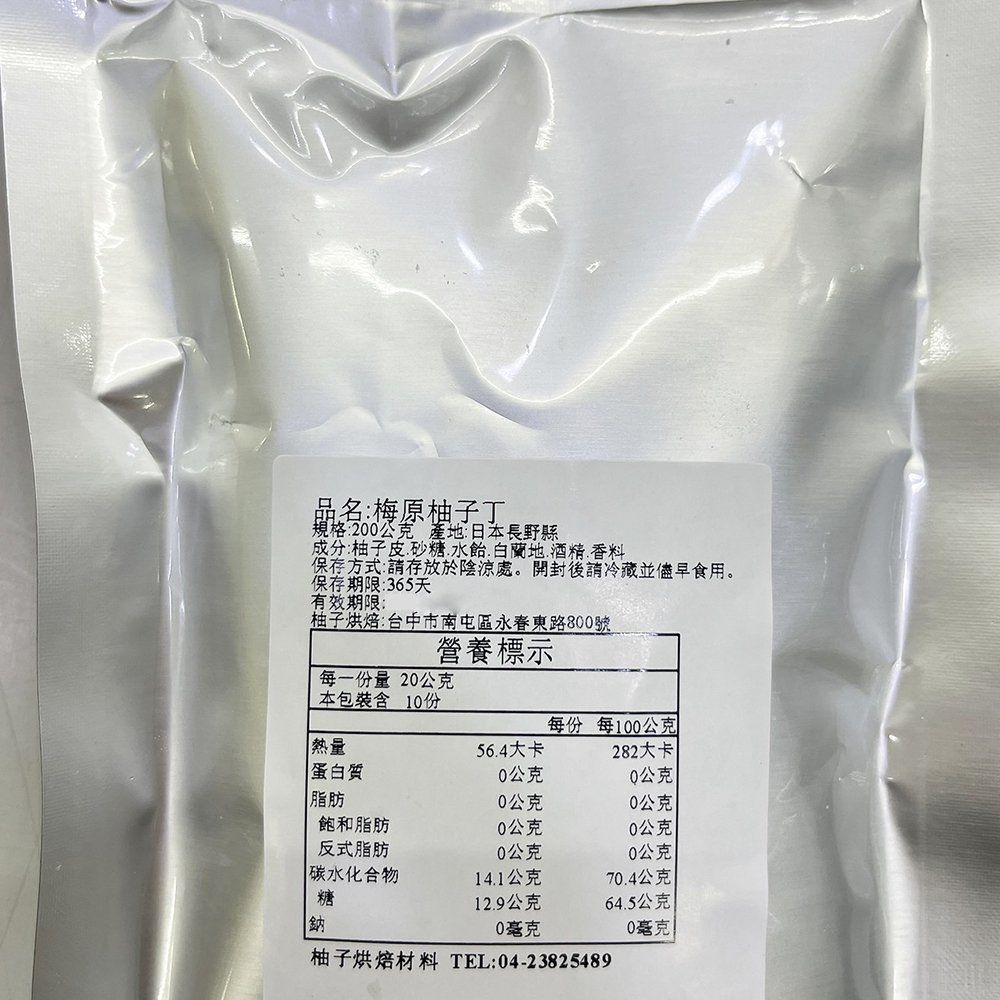 品名:梅原柚子丁
規格:200公克 產地:日本長野縣
成分:柚子皮.砂糖.水飴.白蘭地.酒精.香料
保存方式:請存放於陰涼處。開封後請冷藏並儘早食用。
保存期限:365天
有效期限:
柚子烘焙:台中市南屯區永春東路800號
營養標示
每一份量 20公克
本包裝含 10份
每份 每100公克
熱量 56.4大卡 282大卡
蛋白質 0公克 0公克
脂肪 0公克 0公克
飽和脂肪 0公克 0公克
反式脂肪 0公克 0公克
碳水化合物 14.1公克 70.4公克
糖 12.9公克 64.5公克
鈉 0毫克 0毫克
柚子烘焙材料 TEL:04-23825489